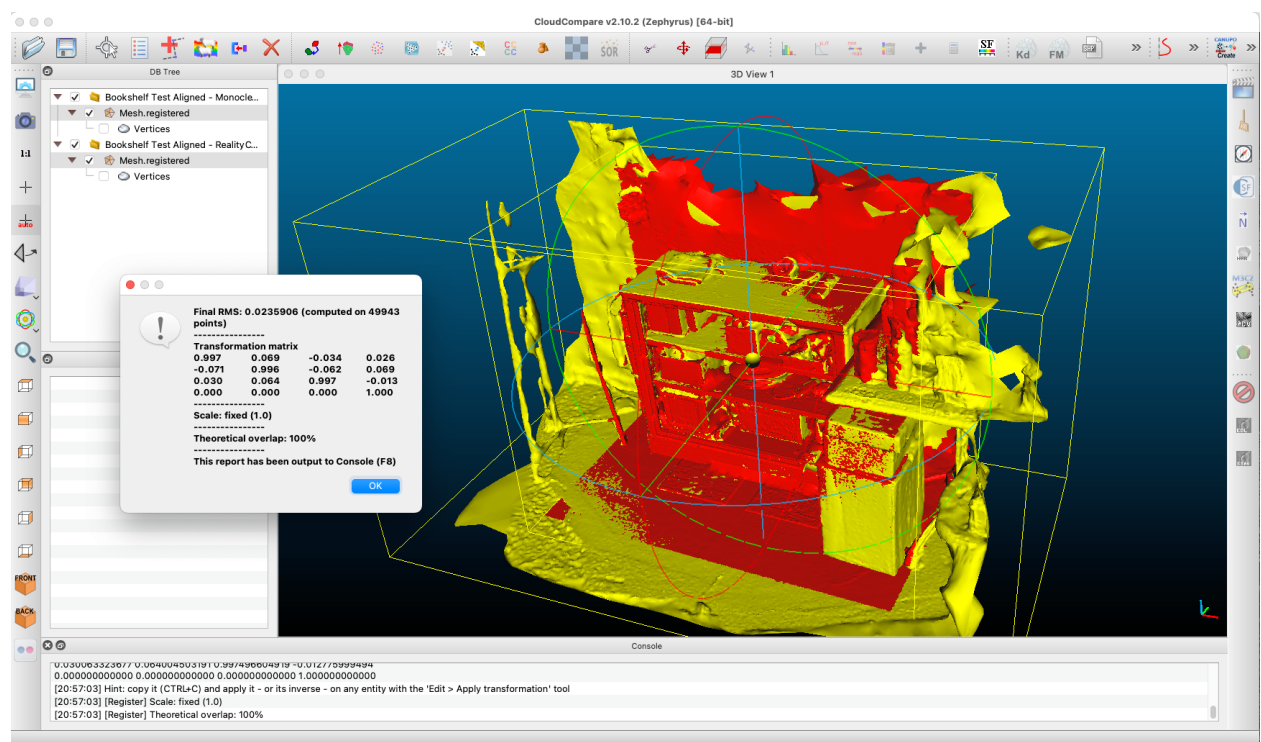 CloudCompare v2.10.2 (Zephyrus) [64-bit]
CC
CC
SOR
SF
Kd
FM
CANUPO
Create
DB Tree
3D View 1
Bookshelf Test Aligned - Monocle...
Mesh.registered
Vertices
Bookshelf Test Aligned - RealityC...
Mesh.registered
Vertices
1:1
auto
FRONT
BACK
SF
N
M3C2
Final RMS: 0.0235906 (computed on 49943
points)
---------------
Transformation matrix
0.997 0.069 -0.034 0.026
-0.071 0.996 -0.062 0.069
0.030 0.064 0.997 -0.013
0.000 0.000 0.000 1.000
---------------
Scale: fixed (1.0)
---------------
Theoretical overlap: 100%
---------------
This report has been output to Console (F8)
OK
Console
0.030063323677 0.064004503191 0.997496604919 -0.012775999494
0.000000000000 0.000000000000 0.000000000000 1.000000000000
[20:57:03] Hint: copy it (CTRL+C) and apply it - or its inverse - on any entity with the 'Edit > Apply transformation' tool
[20:57:03] [Register] Scale: fixed (1.0)
[20:57:03] [Register] Theoretical overlap: 100%